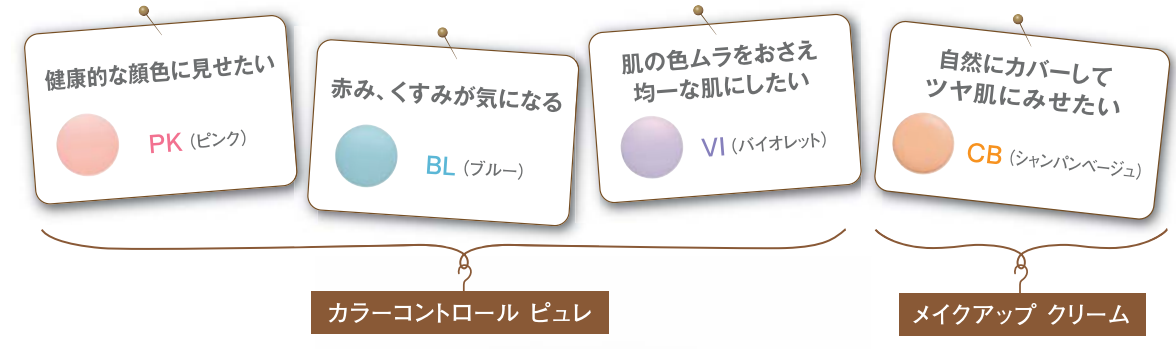 健康的な顔色に見せたい
PK（ピンク）
赤み、くすみが気になる
BL（ブルー）
肌の色ムラをおさえ
均一な肌にしたい
VI（バイオレット）
自然にカバーして
ツヤ肌にみせたい
CB（シャンパンベージュ）
カラーコントロール ピュレ
メイクアップ クリーム